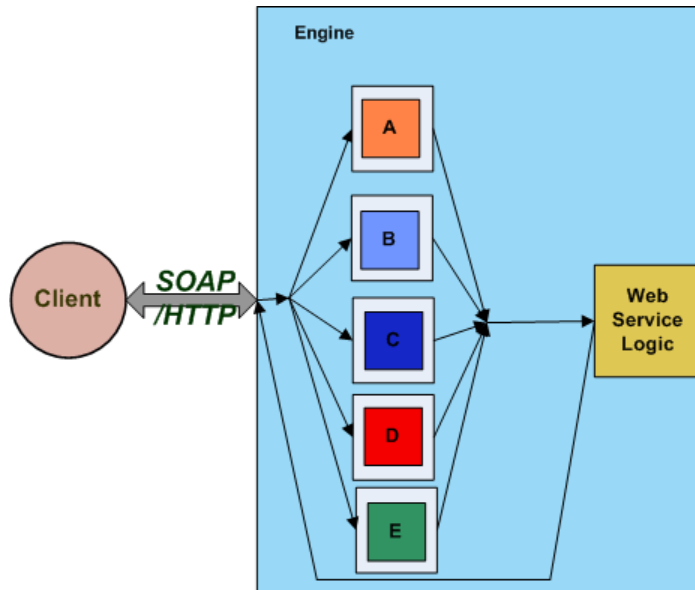 Engine
A
B
SOAP
Client
/HTTP
Web
Service
Logic
C
D
E